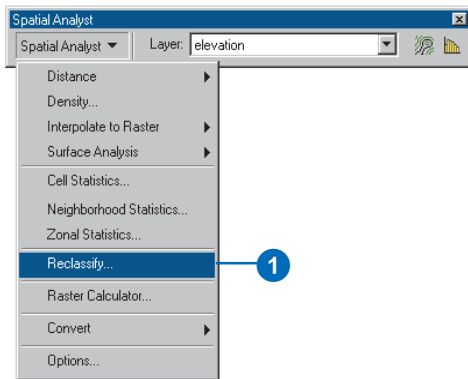 Spatial Analyst
Spatial Analyst Layer: elevation
Distance
Density...
Interpolate to Raster
Surface Analysis
Cell Statistics...
Neighborhood Statistics...
Zonal Statistics...
Reclassify...
1
Raster Calculator...
Convert
Options...